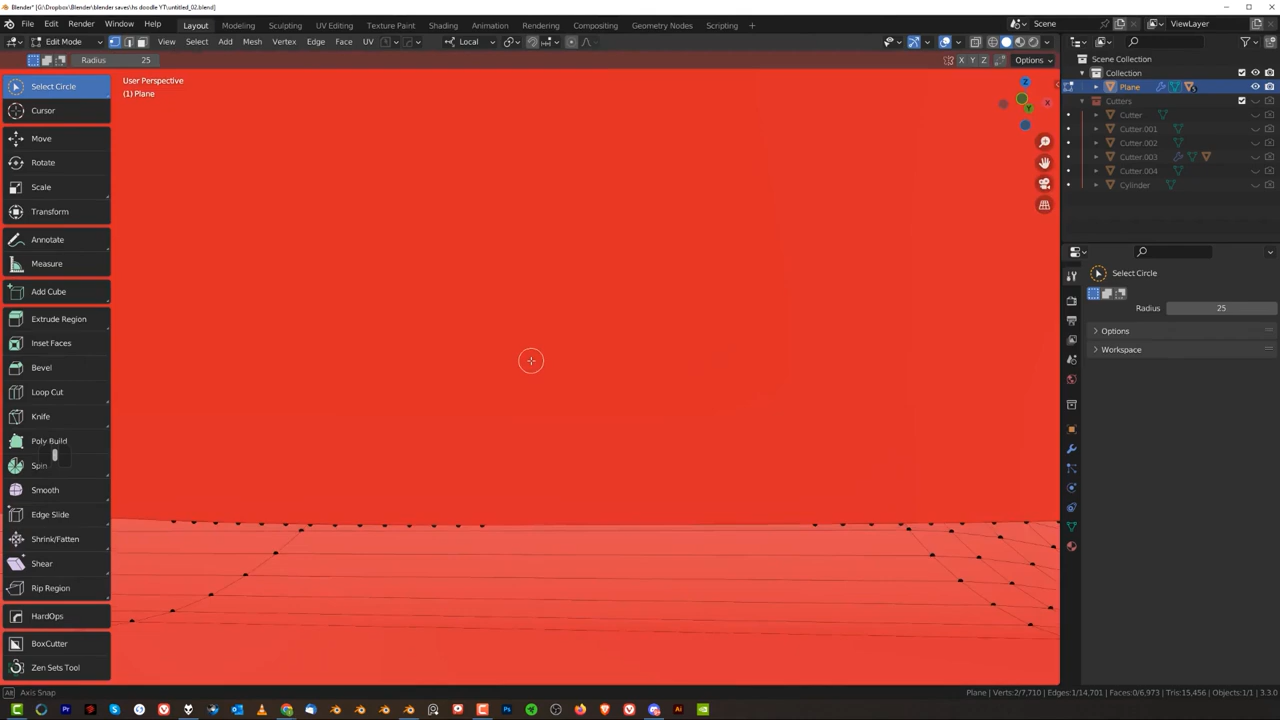 Blender* [G:\Dropbox\Blender\blender saves\hs doodle YT\untitled_02.blend]
File Edit Render Window Help Layout Modeling Sculpting UV Editing Texture Paint Shading Animation Rendering Compositing Geometry Nodes Scripting Scene ViewLayer
Edit Mode View Select Add Mesh Vertex Edge Face UV Local
Radius 25 X Y Z Options
Scene Collection
Collection
Plane
Cutters
Cutter
Cutter.001
Cutter.002
Cutter.003
Cutter.004
Cylinder
User Perspective
(1) Plane
Z
X
Y
Select Circle
Cursor
Move
Rotate
Scale
Transform
Annotate
Measure
Add Cube
Extrude Region
Inset Faces
Bevel
Loop Cut
Knife
Poly Build
Spin
Smooth
Edge Slide
Shrink/Fatten
Shear
Rip Region
HardOps
BoxCutter
Zen Sets Tool
Select Circle
Radius 25
Options
Workspace
Alt Axis Snap
Plane | Verts:2/7,710 | Edges:1/14,701 | Faces:0/6,973 | Tris:15,456 | Objects:1/1 | 3.3.0